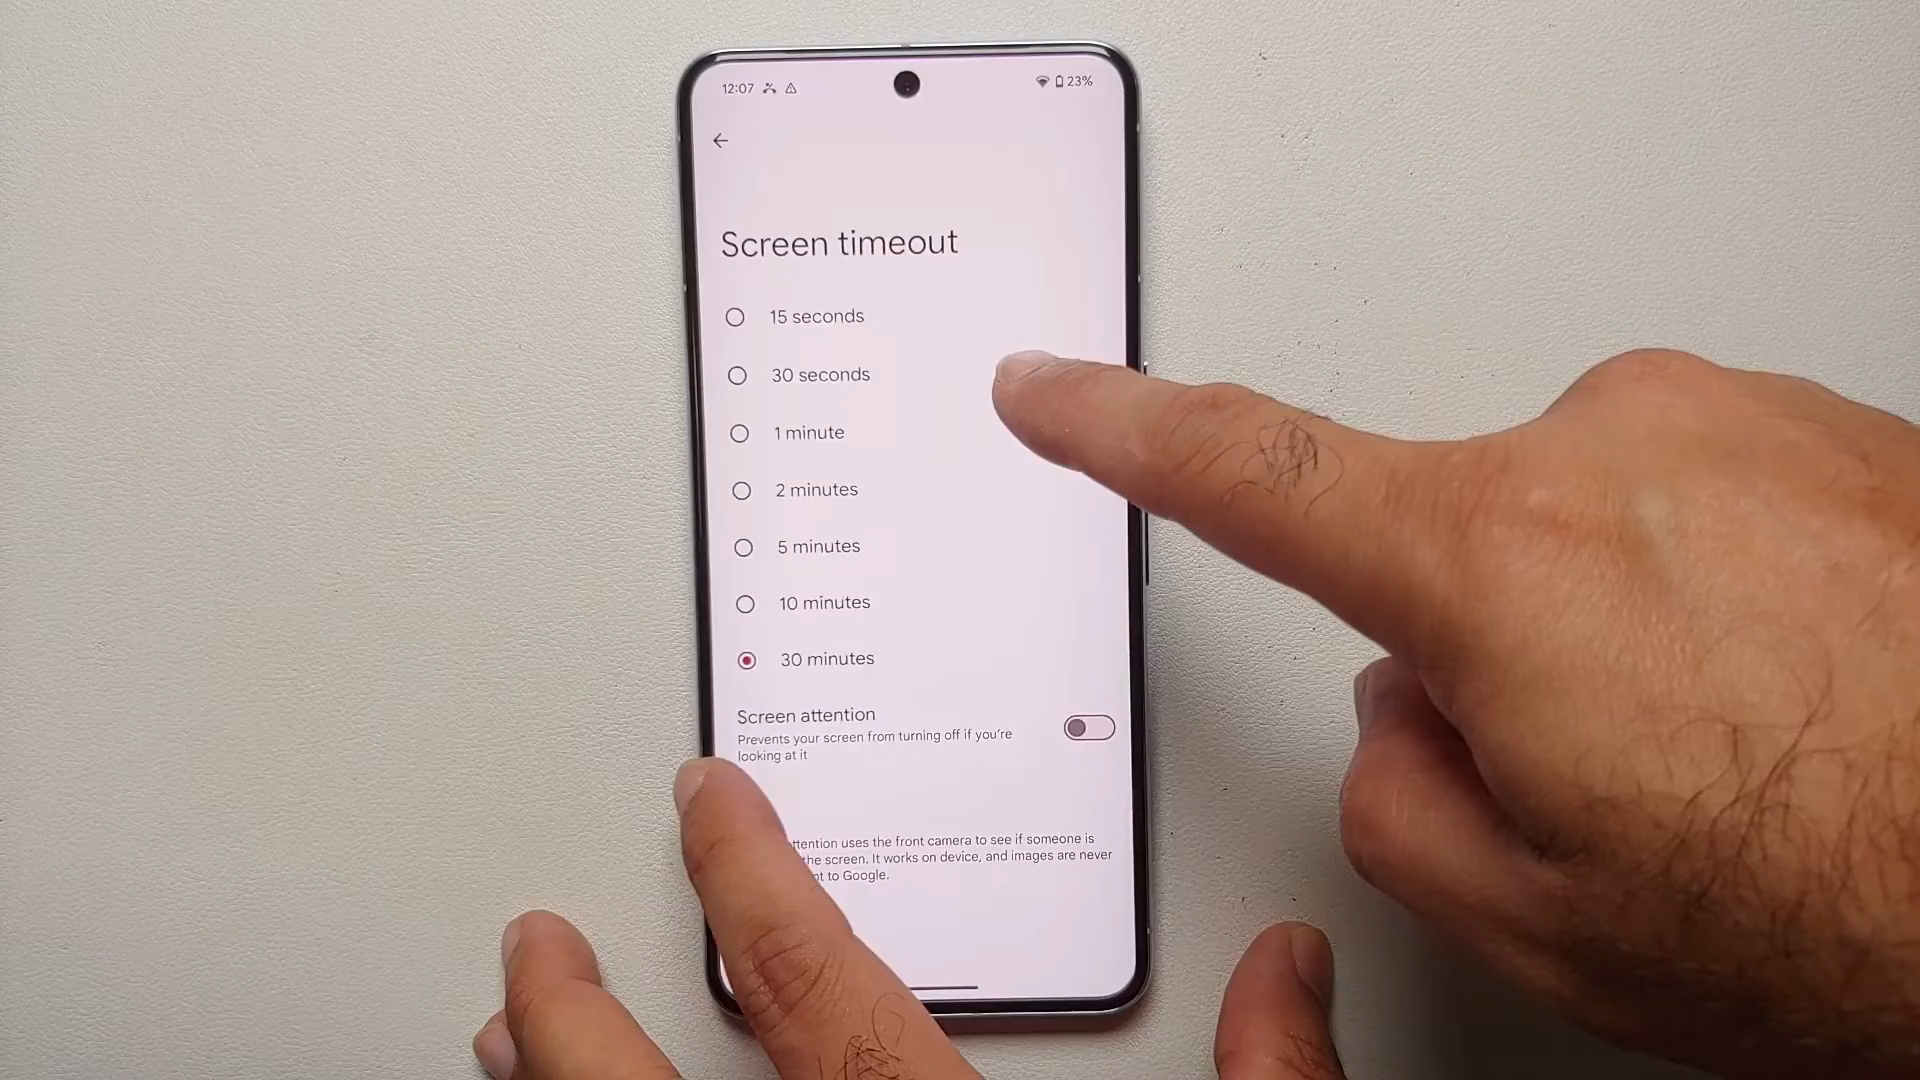 12:07
23%
Screen timeout
15 seconds
30 seconds
1 minute
2 minutes
5 minutes
10 minutes
30 minutes
Screen attention
Prevents your screen from turning off if you're
looking at it
attention uses the front camera to see if someone is
the screen. It works on device, and images are never
to Google.